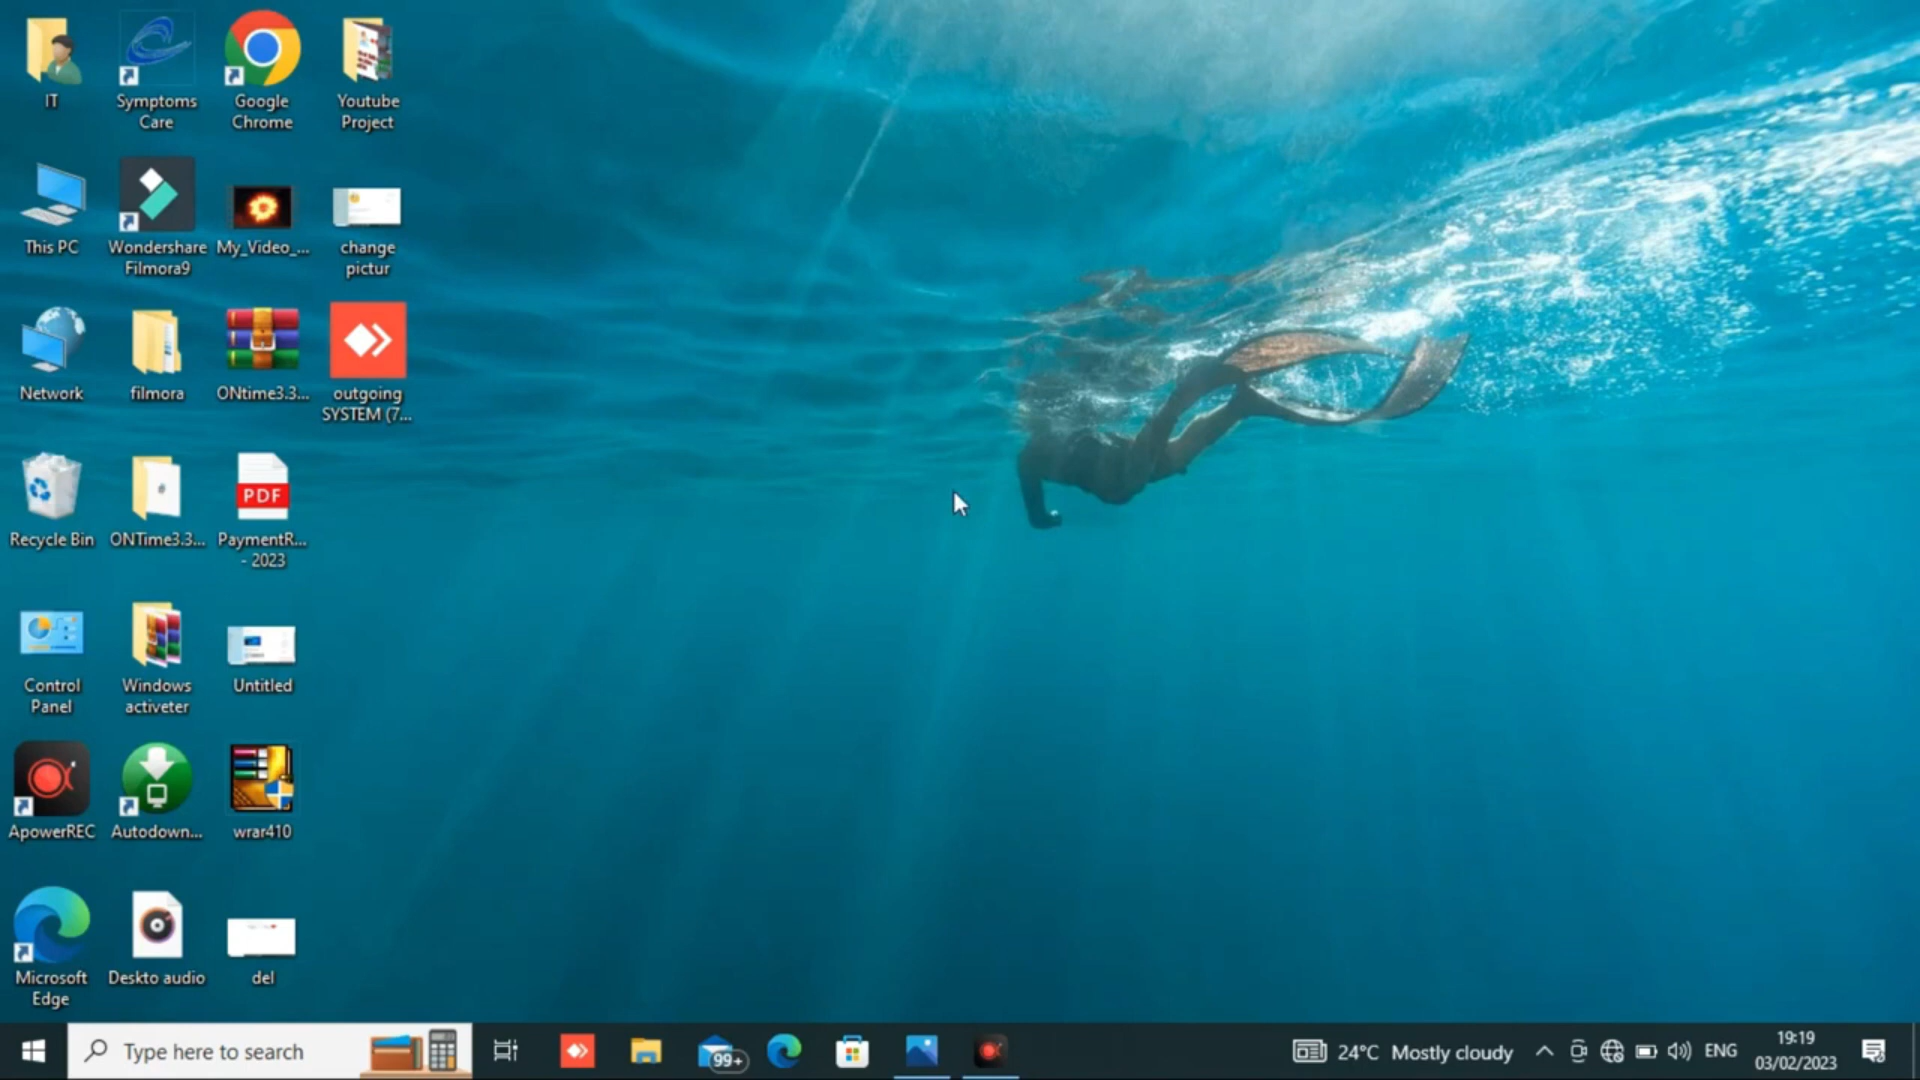 IT
Symptoms
Care
Google
Chrome
Youtube
Project
This PC
Wondershare
Filmora9
My_Video_...
change
pictur
Network
filmora
ONtime3.3...
outgoing
SYSTEM (7...
Recycle Bin
ONTime3.3...
PDF
PaymentR...
- 2023
Control
Panel
Windows
activeter
Untitled
ApowerREC
Autodown...
wrar410
Microsoft
Edge
Deskto audio
del
Type here to search
99+
24°C Mostly cloudy
ENG
19:19
03/02/2023